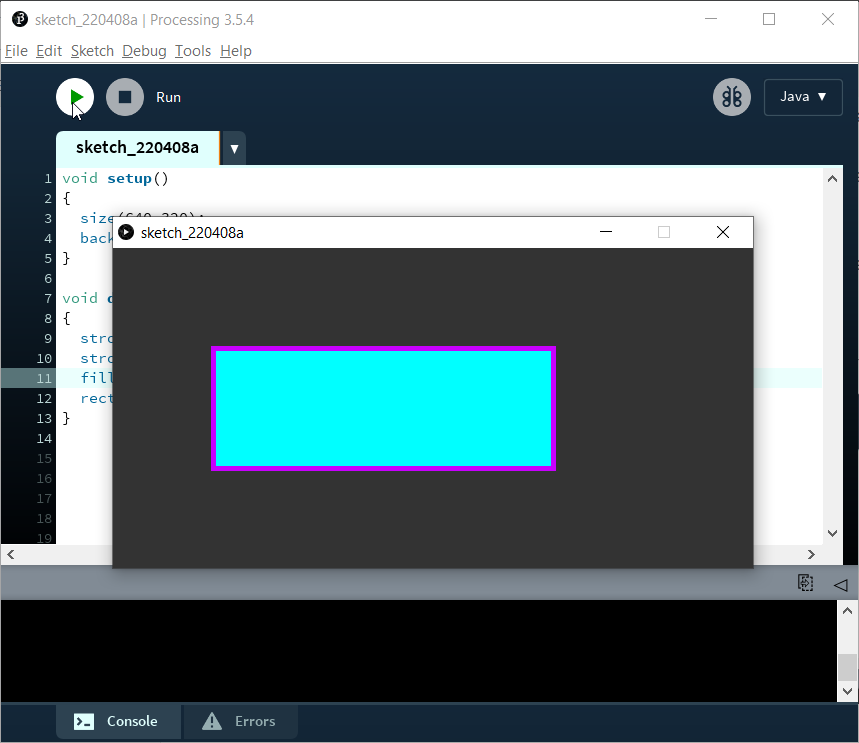 sketch_220408a | Processing 3.5.4
File Edit Sketch Debug Tools Help
Run
Java ▼
sketch_220408a ▼
1 void setup()
2 {
3 size(640,320);
4 back
5 }
6
7 void d
8 {
9 stro
10 stro
11 fill
12 rect
13 }
14
15
16
17
18
19
sketch_220408a
Console
Errors